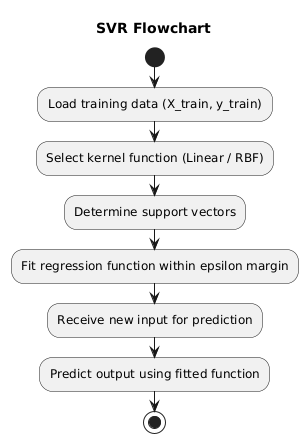 SVR Flowchart
Load training data (X_train, y_train)
Select kernel function (Linear / RBF)
Determine support vectors
Fit regression function within epsilon margin
Receive new input for prediction
Predict output using fitted function